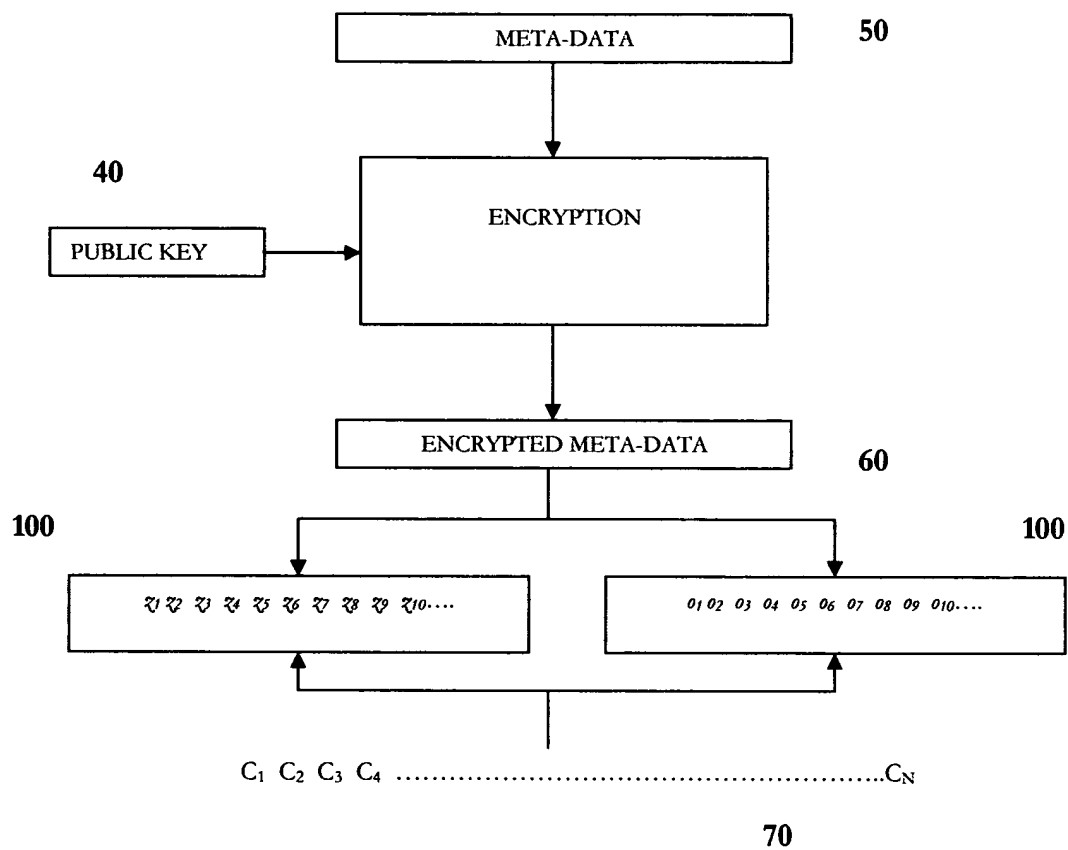 META-DATA
50
40
ENCRYPTION
PUBLIC KEY
ENCRYPTED META-DATA
60
100
100
z1 z2 z3 z4 z5 z6 z7 z8 z9 z10....
o1 o2 o3 o4 o5 o6 o7 o8 o9 o10....
C1 C2 C3 C4 ..................................................CN
70